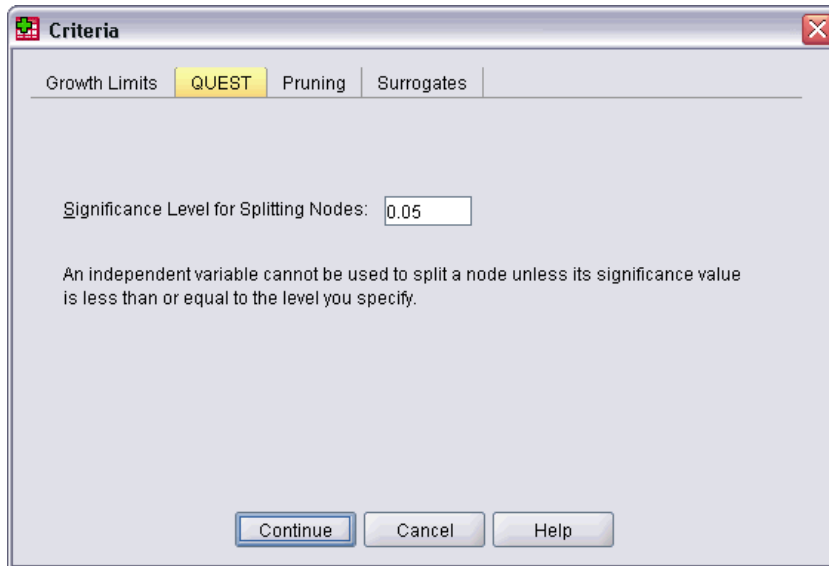 Criteria
Growth Limits QUEST Pruning Surrogates
Significance Level for Splitting Nodes: 0.05
An independent variable cannot be used to split a node unless its significance value
is less than or equal to the level you specify.
Continue Cancel Help